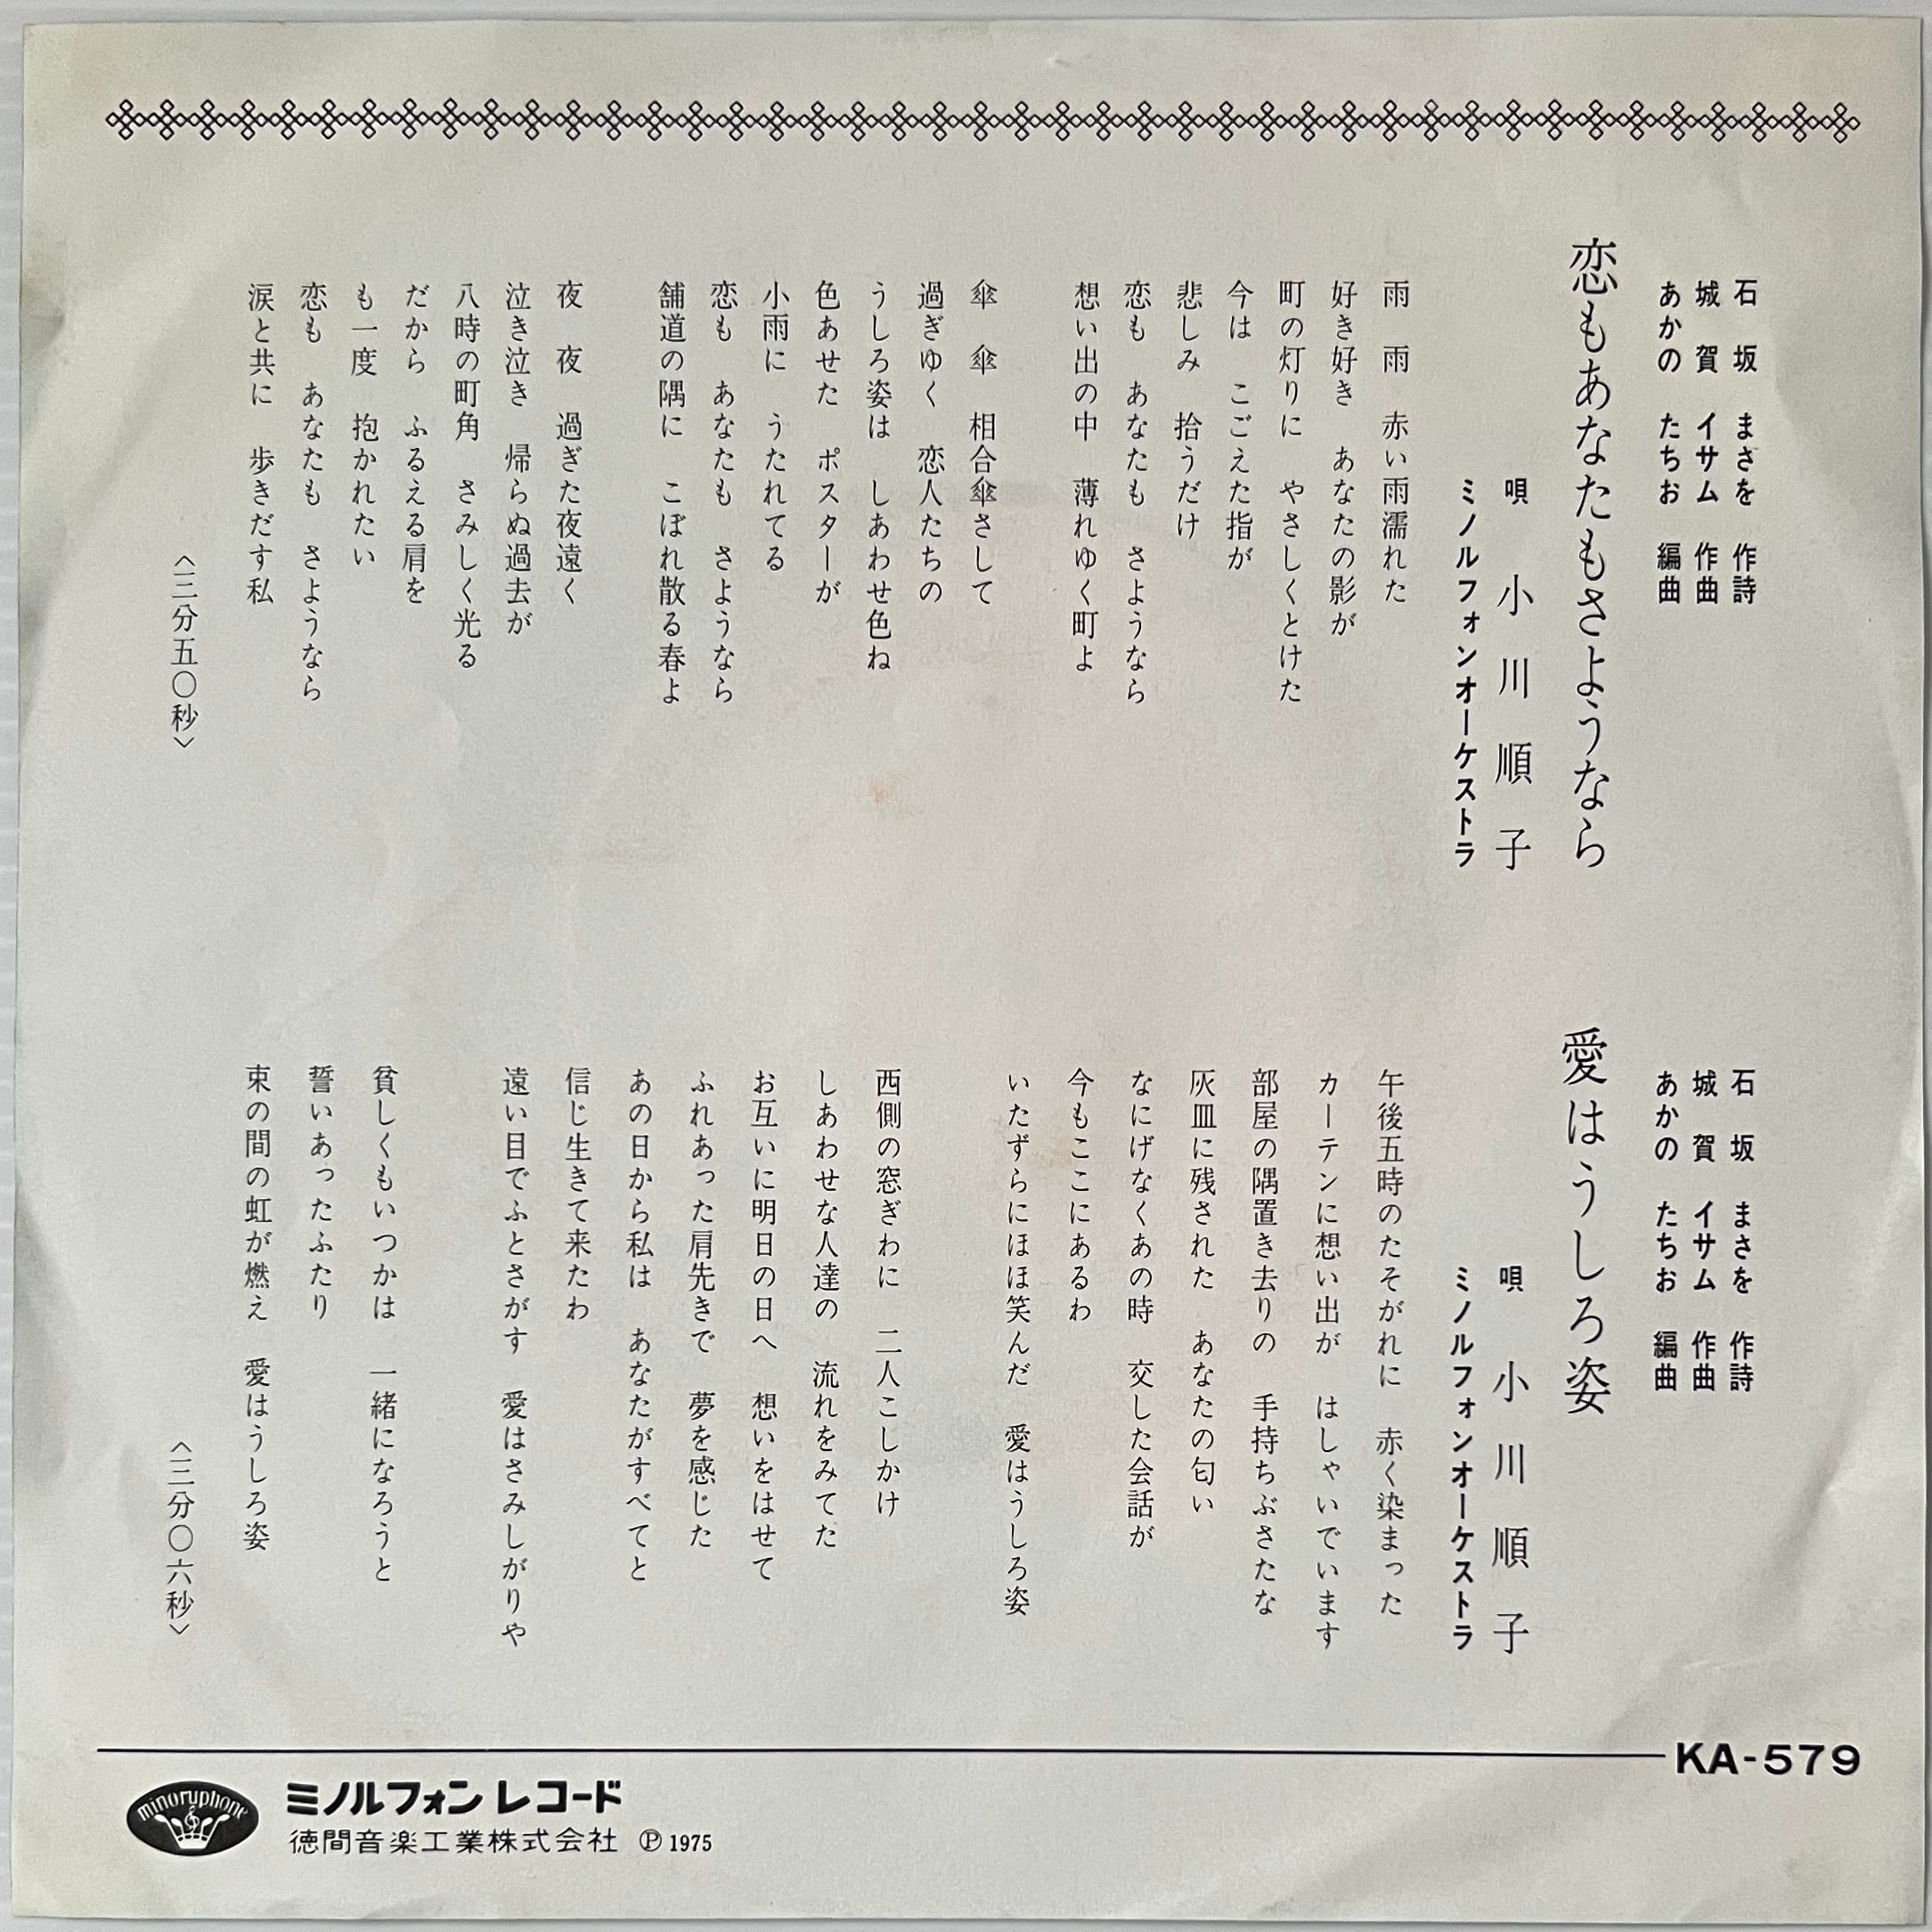 石坂 まさを 作詩
城賀 イサム 作曲
あかの たちお 編曲
恋もあなたもさようなら
唄 小川順子
ミノルフォンオーケストラ
雨 雨 赤い雨濡れた
好き好き あなたの影が
町の灯りに やさしくとけた
今は こごえた指が
悲しみ 拾うだけ
恋も あなたも さようなら
想い出の中 薄れゆく町よ
傘 傘 相合傘さして
過ぎゆく 恋人たちの
うしろ姿は しあわせ色ね
色あせた ポスターが
小雨に うたれてる
恋も あなたも さようなら
舗道の隅に こぼれ散る春よ
夜 夜 過ぎた夜遠く
泣き泣き 帰らぬ過去が
八時の町角 さみしく光る
だから ふるえる肩を
も一度 抱かれたい
恋も あなたも さようなら
涙と共に 歩きだす私
〈三分五〇秒〉
石坂 まさを 作詩
城賀 イサム 作曲
あかの たちお 編曲
愛はうしろ姿
唄 小川順子
ミノルフォンオーケストラ
午後五時のたそがれに 赤く染まった
カーテンに想い出が はしゃいでいます
部屋の隅置き去りの 手持ちぶさたな
灰皿に残された あなたの匂い
なにげなくあの時 交した会話が
今もここにあるわ
いたずらにほほ笑んだ 愛はうしろ姿
西側の窓ぎわに 二人こしかけ
しあわせな人達の 流れをみてた
お互いに明日の日へ 想いをはせて
ふれあった肩先きで 夢を感じた
あの日から私は あなたがすべてと
信じ生きて来たわ
遠い目でふとさがす 愛はさみしがりや
貧しくもいつかは 一緒になろうと
誓いあったふたり
束の間の虹が燃え 愛はうしろ姿
〈三分〇六秒〉
KA-579
minoruphone
ミノルフォン レコード
徳間音楽工業株式会社 Ⓟ 1975